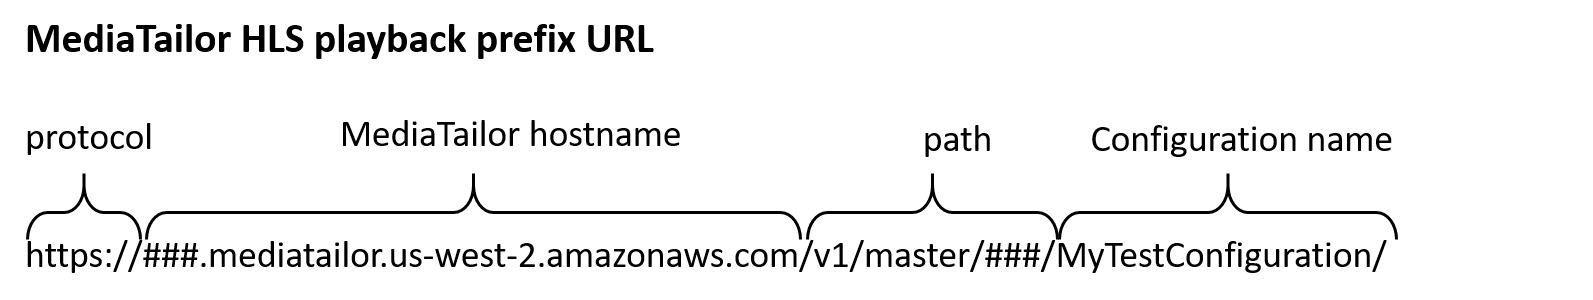 MediaTailor HLS playback prefix URL
protocol MediaTailor hostname path Configuration name
https://###.mediatailor.us-west-2.amazonaws.com/v1/master/###/MyTestConfiguration/